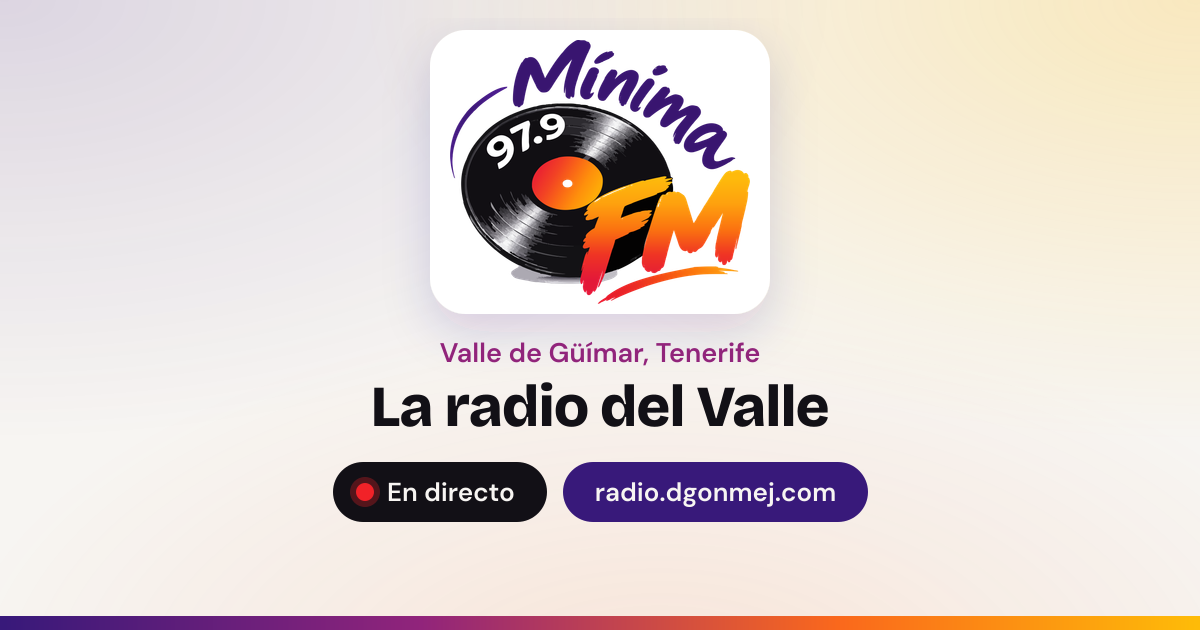 Mínima
97.9
FM
Valle de Güímar, Tenerife
La radio del Valle
En directo
radio.dgonmej.com